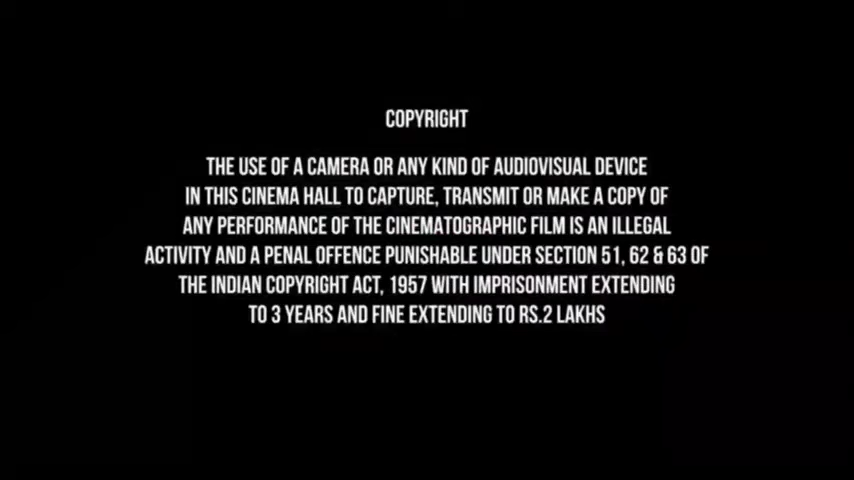 COPYRIGHT
THE USE OF A CAMERA OR ANY KIND OF AUDIOVISUAL DEVICE
IN THIS CINEMA HALL TO CAPTURE, TRANSMIT OR MAKE A COPY OF
ANY PERFORMANCE OF THE CINEMATOGRAPHIC FILM IS AN ILLEGAL
ACTIVITY AND A PENAL OFFENCE PUNISHABLE UNDER SECTION 51, 62 & 63 OF
THE INDIAN COPYRIGHT ACT, 1957 WITH IMPRISONMENT EXTENDING
TO 3 YEARS AND FINE EXTENDING TO RS.2 LAKHS